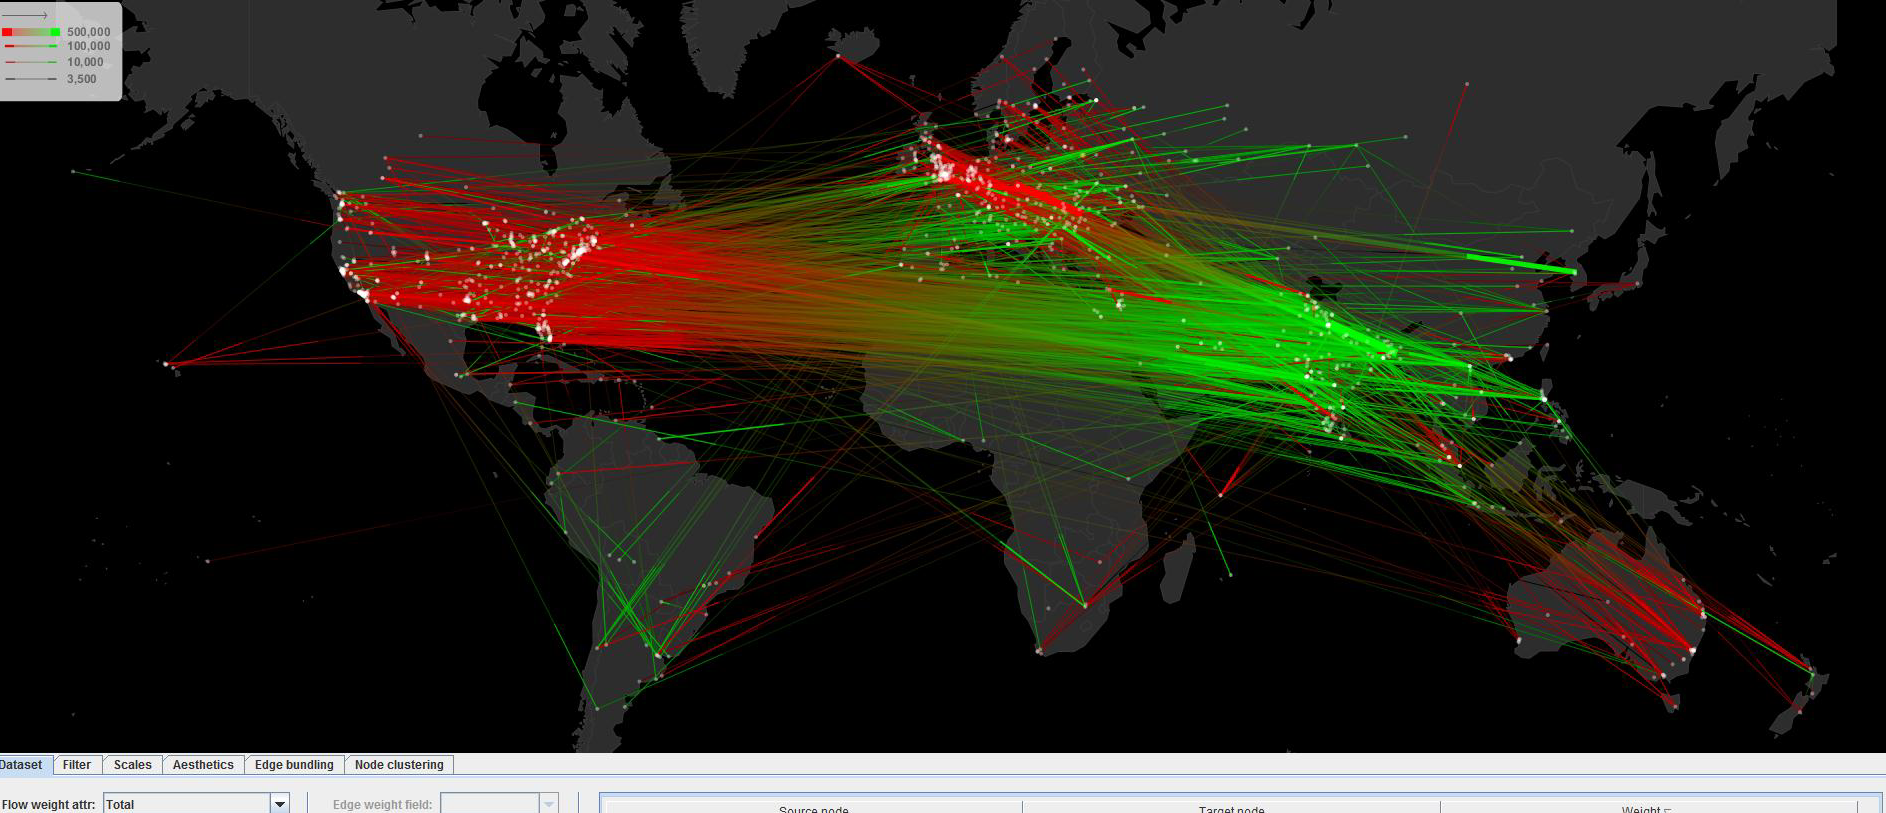 500,000
100,000
10,000
3,500
Dataset Filter Scales Aesthetics Edge bundling Node clustering
Flow weight attr: Total Edge weight field:
Source node Target node Weight